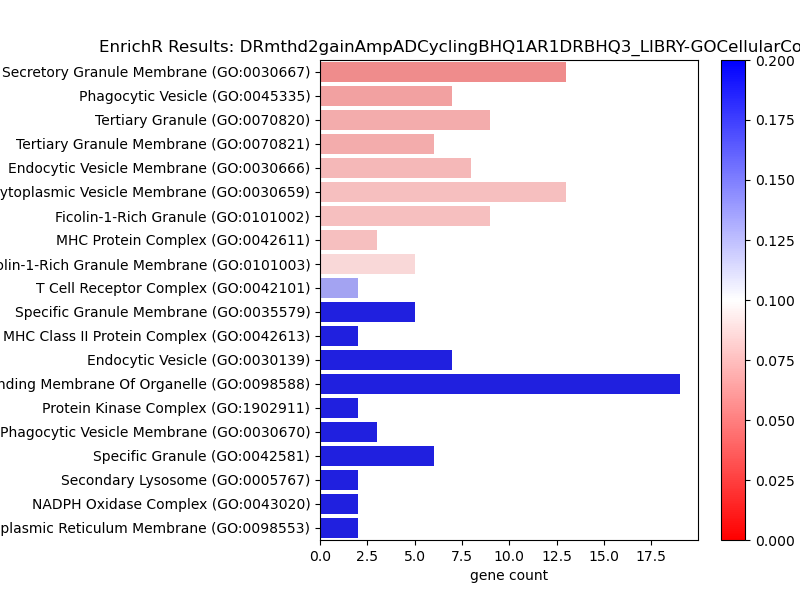 EnrichR Results: DRmthd2gainAmpADCyclingBHQ1AR1DRBHQ3_LIBRY-GOCellularCo
Secretory Granule Membrane (GO:0030667)
Phagocytic Vesicle (GO:0045335)
Tertiary Granule (GO:0070820)
Tertiary Granule Membrane (GO:0070821)
Endocytic Vesicle Membrane (GO:0030666)
ytoplasmic Vesicle Membrane (GO:0030659)
Ficolin-1-Rich Granule (GO:0101002)
MHC Protein Complex (GO:0042611)
olin-1-Rich Granule Membrane (GO:0101003)
T Cell Receptor Complex (GO:0042101)
Specific Granule Membrane (GO:0035579)
MHC Class II Protein Complex (GO:0042613)
Endocytic Vesicle (GO:0030139)
nding Membrane Of Organelle (GO:0098588)
Protein Kinase Complex (GO:1902911)
Phagocytic Vesicle Membrane (GO:0030670)
Specific Granule (GO:0042581)
Secondary Lysosome (GO:0005767)
NADPH Oxidase Complex (GO:0043020)
plasmic Reticulum Membrane (GO:0098553)
0.0 2.5 5.0 7.5 10.0 12.5 15.0 17.5
gene count
0.200
0.175
0.150
0.125
0.100
0.075
0.050
0.025
0.000